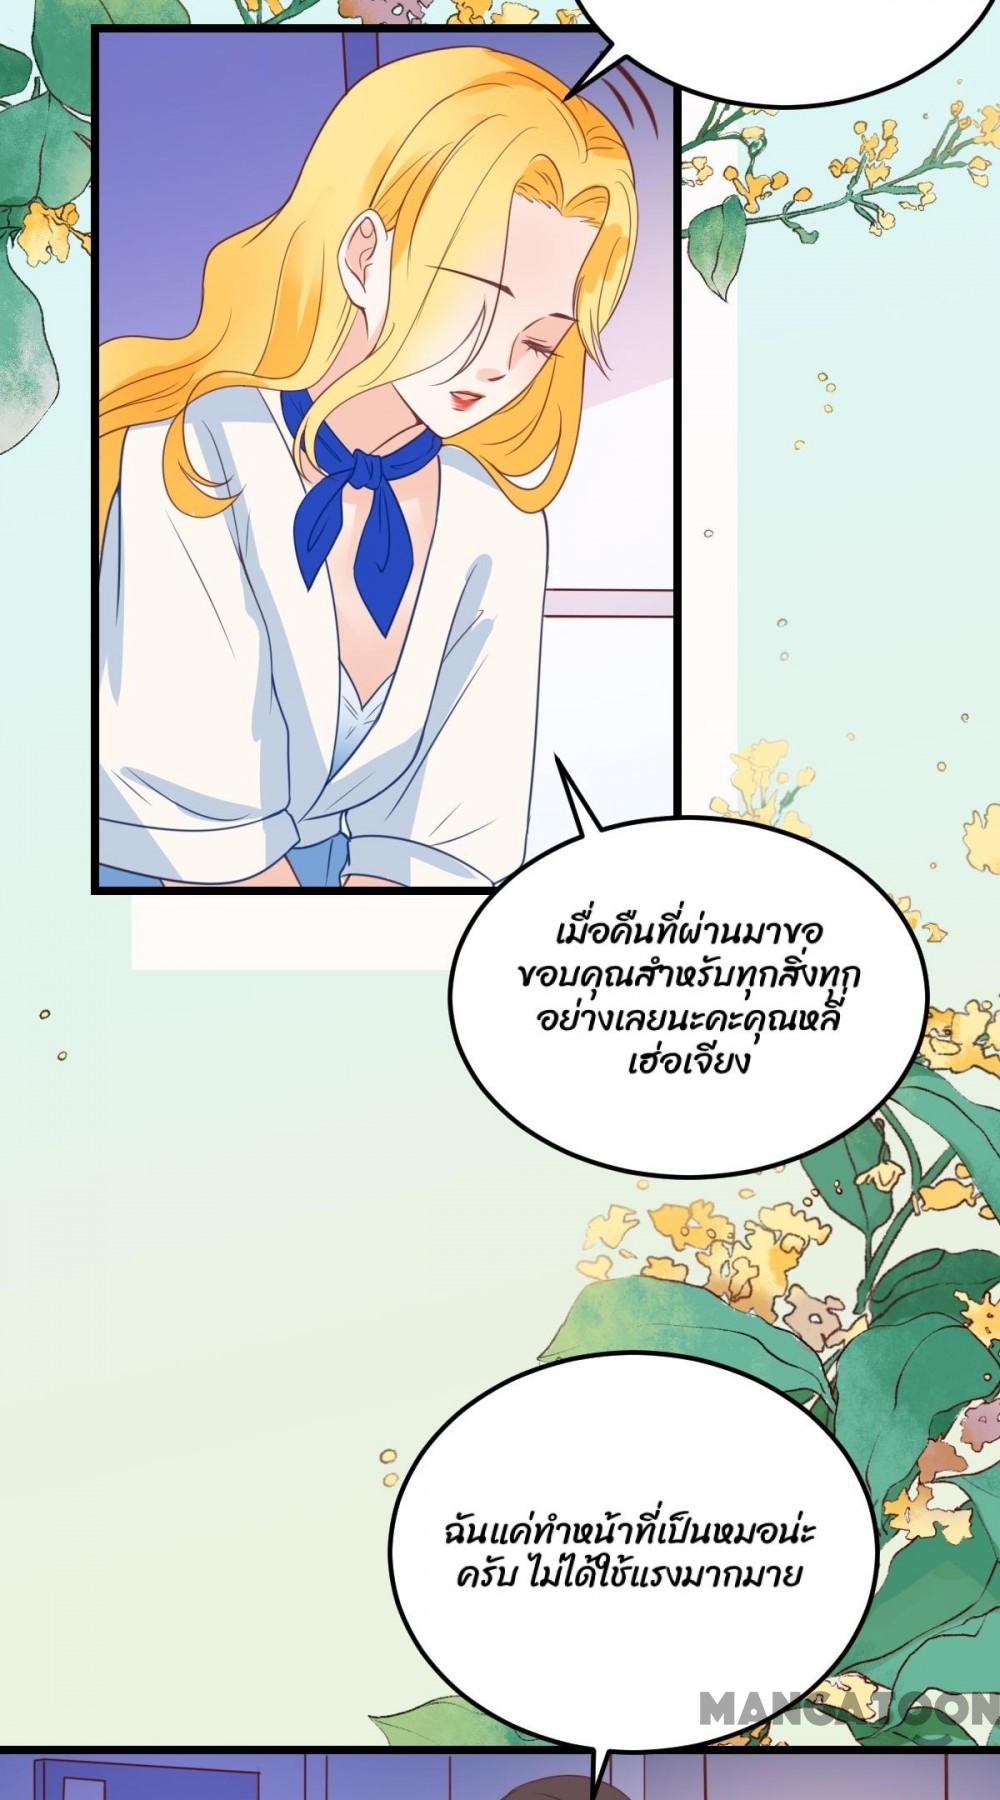 เมื่อคืนที่ผ่านมาขอ
ขอบคุณสำหรับทุกสิ่งทุก
อย่างเลยนะคะคุณหลี่
เฮ่อเจียง
ฉันแค่ทำหน้าที่เป็นหมอน่ะ
ครับ ไม่ได้ใช้แรงมากมาย
MANGATOON